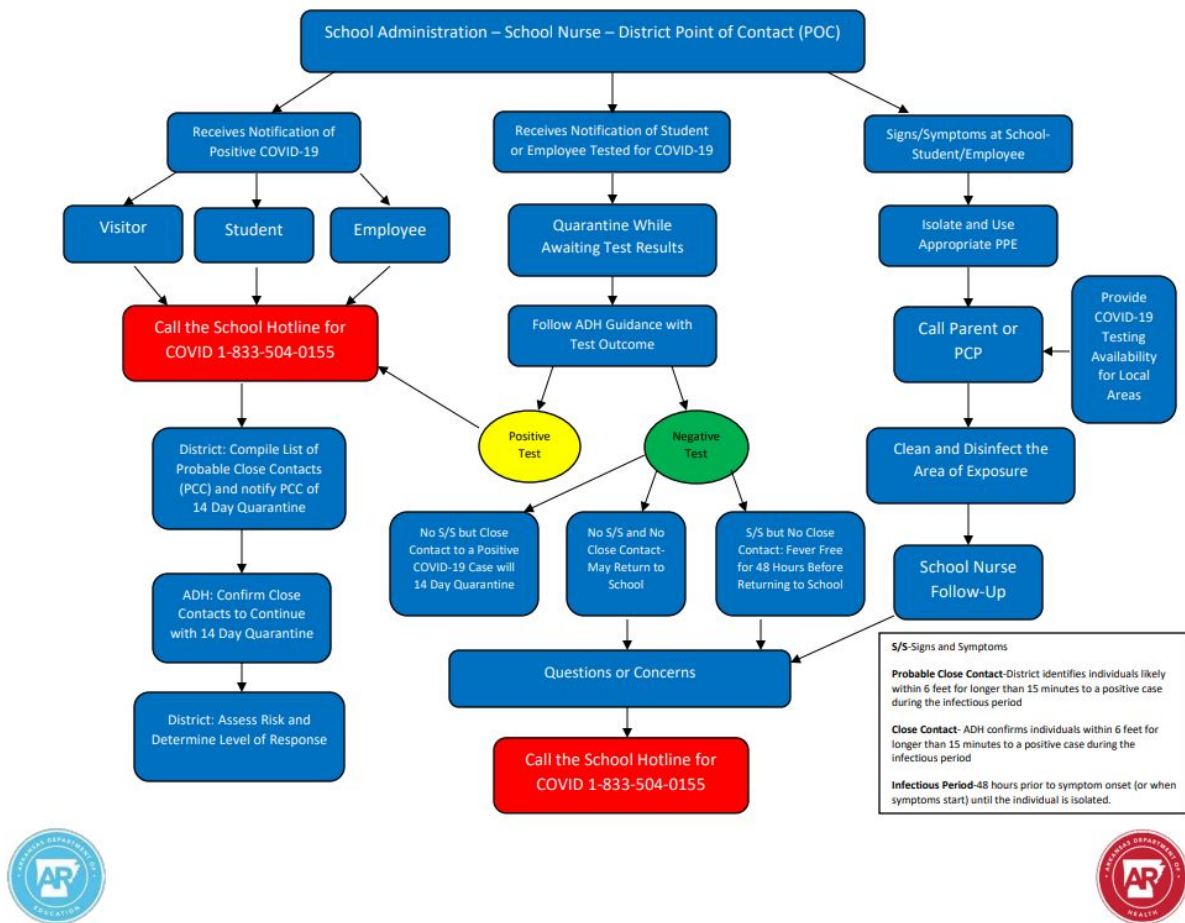 School Administration – School Nurse – District Point of Contact (POC)
Receives Notification of
Positive COVID-19
Receives Notification of Student
or Employee Tested for COVID-19
Signs/Symptoms at School-
Student/Employee
Visitor
Student
Employee
Quarantine While
Awaiting Test Results
Isolate and Use
Appropriate PPE
Call the School Hotline for
COVID 1-833-504-0155
Follow ADH Guidance with
Test Outcome
Call Parent or
PCP
Provide
COVID-19
Testing
Availability
for Local
Areas
Positive
Test
Negative
Test
District: Compile List of
Probable Close Contacts
(PCC) and notify PCC of
14 Day Quarantine
Clean and Disinfect the
Area of Exposure
No S/S but Close
Contact to a Positive
COVID-19 Case will
14 Day Quarantine
No S/S and No
Close Contact-
May Return to
School
S/S but No Close
Contact: Fever Free
for 48 Hours Before
Returning to School
School Nurse
Follow-Up
ADH: Confirm Close
Contacts to Continue
with 14 Day Quarantine
Questions or Concerns
District: Assess Risk and
Determine Level of Response
Call the School Hotline for
COVID 1-833-504-0155
S/S-Signs and Symptoms
Probable Close Contact-District identifies individuals likely
within 6 feet for longer than 15 minutes to a positive case
during the infectious period
Close Contact- ADH confirms individuals within 6 feet for
longer than 15 minutes to a positive case during the
infectious period
Infectious Period-48 hours prior to symptom onset (or when
symptoms start) until the individual is isolated.
ARKANSAS DEPARTMENT OF
AR
EDUCATION
ARKANSAS DEPARTMENT OF
AR
HEALTH